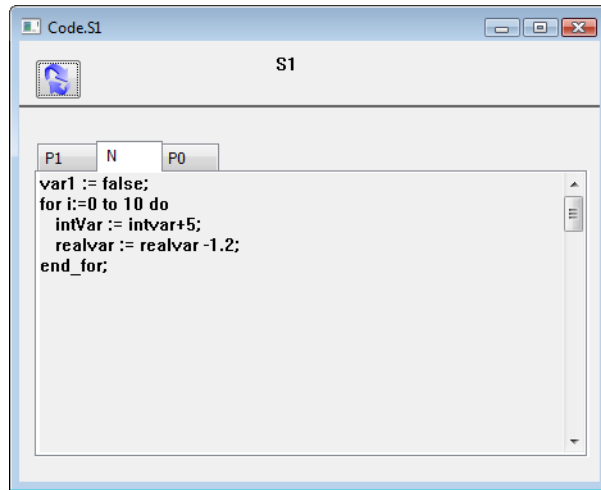 Code.S1
S1
P1 N P0
var1 := false;
for i:=0 to 10 do
intVar := intvar+5;
realvar := realvar -1.2;
end_for;